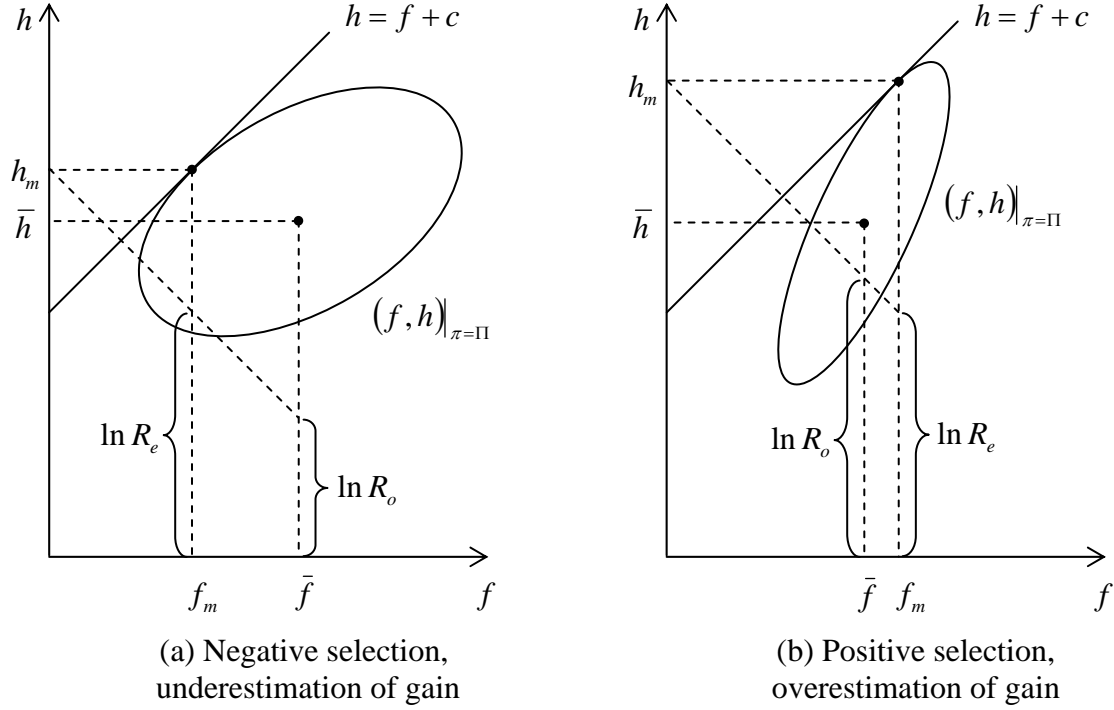 h
h = f + c
h_m
h̄
(f, h)|_{π=Π}
ln R_e
ln R_o
f_m
f̄
f
(a) Negative selection,
underestimation of gain
h
h = f + c
h_m
h̄
(f, h)|_{π=Π}
ln R_o
ln R_e
f̄
f_m
f
(b) Positive selection,
overestimation of gain